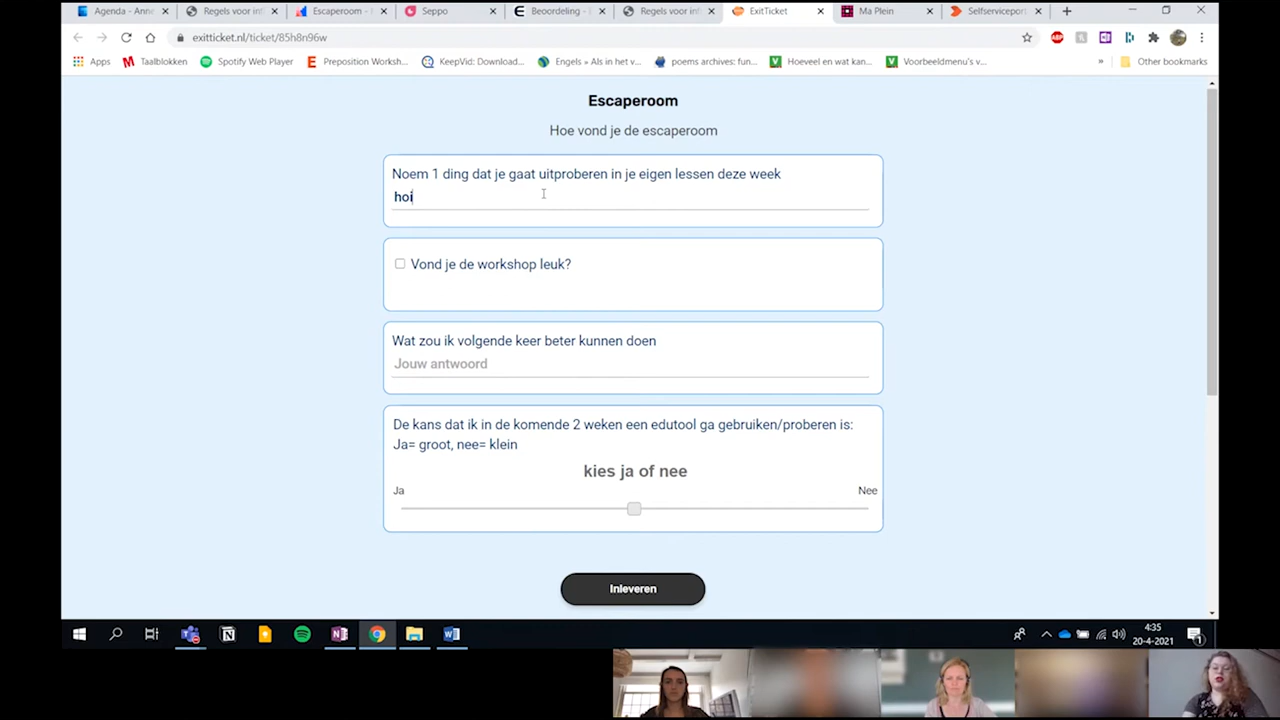 Agenda - Anne
Regels voor inf
Escaperoom -
Seppo
Beoordeling -
Regels voor inf
ExitTicket
Ma Plein
Selfserviceport
exitticket.nl/ticket/85h8n96w
Apps
Taalblokken
Spotify Web Player
Preposition Worksh...
KeepVid: Download...
Engels » Als in het v...
poems archives: fun...
Hoeveel en wat kan...
Voorbeeldmenu's v...
»
Other bookmarks
Escaperoom
Hoe vond je de escaperoom
Noem 1 ding dat je gaat uitproberen in je eigen lessen deze week
hoi
Vond je de workshop leuk?
Wat zou ik volgende keer beter kunnen doen
Jouw antwoord
De kans dat ik in de komende 2 weken een edutool ga gebruiken/proberen is:
Ja= groot, nee= klein
kies ja of nee
Ja
Nee
Inleveren
4:35
20-4-2021